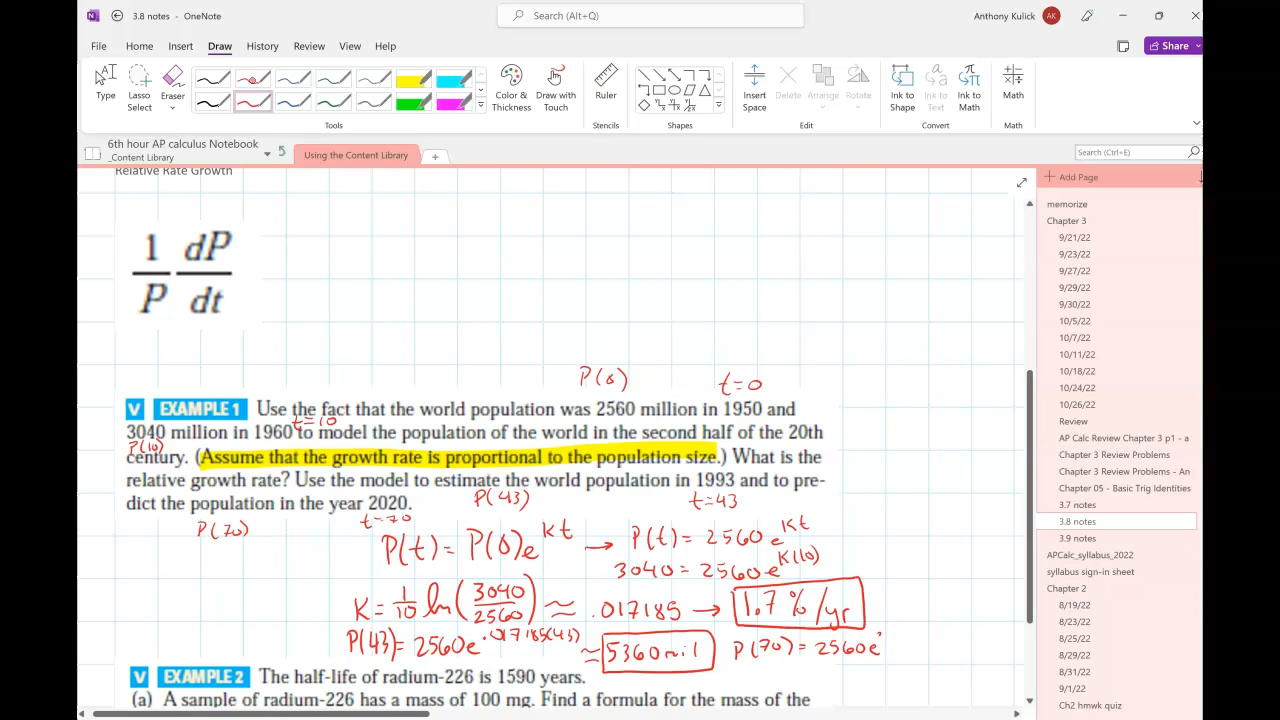 3.8 notes - OneNote
Search (Alt+Q)
Anthony Kulick
AK
File Home Insert Draw History Review View Help
Share
Type
Lasso Select
Eraser
Color & Thickness
Draw with Touch
Ruler
Insert Space
Delete
Arrange
Rotate
Ink to Shape
Ink to Text
Ink to Math
Math
Tools
Stencils
Shapes
Edit
Convert
Math
6th hour AP calculus Notebook
_Content Library
Using the Content Library
Search (Ctrl+E)
Relative Rate Growth
1 dP
P dt
P(0) t=0
V EXAMPLE 1 Use the fact that the world population was 2560 million in 1950 and
t=10
3040 million in 1960 to model the population of the world in the second half of the 20th
P(10)
century. (Assume that the growth rate is proportional to the population size.) What is the
relative growth rate? Use the model to estimate the world population in 1993 and to pre-
P(43) t=43
dict the population in the year 2020.
P(70) t=70
P(t) = P(0)e^Kt → P(t) = 2560e^Kt
3040 = 2560e^K(10)
K = 1/10 ln(3040/2560) ≈ .017185 → 1.7%/yr
P(43) = 2560e^.017185(43) ≈ 5360mil P(70) = 2560e^.
V EXAMPLE 2 The half-life of radium-226 is 1590 years.
(a) A sample of radium-226 has a mass of 100 mg. Find a formula for the mass of the
Add Page
memorize
Chapter 3
9/21/22
9/23/22
9/27/22
9/29/22
9/30/22
10/5/22
10/7/22
10/11/22
10/18/22
10/24/22
10/26/22
Review
AP Calc Review Chapter 3 p1 - a
Chapter 3 Review Problems
Chapter 3 Review Problems - An
Chapter 05 - Basic Trig Identities
3.7 notes
3.8 notes
3.9 notes
APCalc_syllabus_2022
syllabus sign-in sheet
Chapter 2
8/19/22
8/23/22
8/25/22
8/29/22
8/31/22
9/1/22
Ch2 hmwk quiz